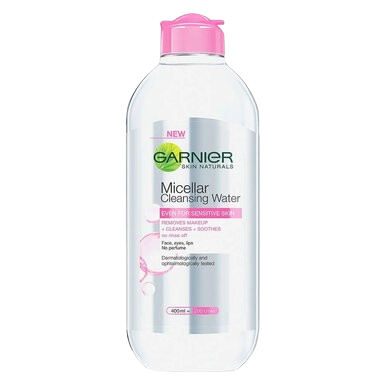 NEW
GARNIER
SKIN NATURALS
Micellar
Cleansing Water
EVEN FOR SENSITIVE SKIN
REMOVES MAKEUP
+ CLEANSES + SOOTHES
no rinse off
Face, eyes, lips
No perfume
Dermatologically and
ophtalmologically tested
400ml